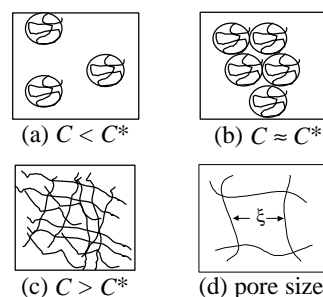 (a) C < C*
(b) C ≈ C*
(c) C > C*
ξ
(d) pore size